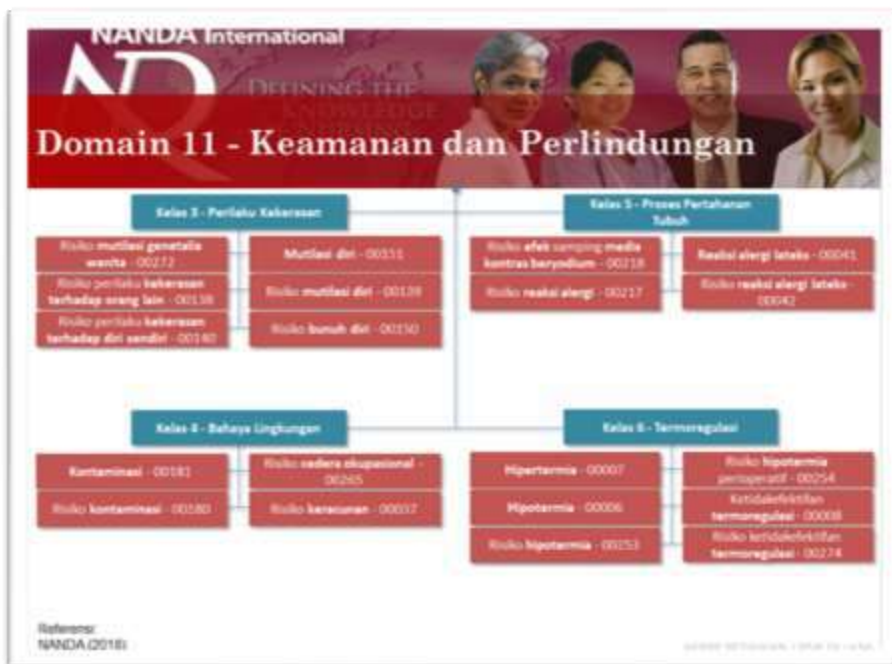 NANDA International
DEFINING THE
KNOWLEDGE
Domain 11 - Keamanan dan Perlindungan
Kelas 3 - Perilaku Kekerasan
Risiko mutilasi genetalia
wanita - 00272
Mutilasi diri - 00151
Risiko perilaku kekerasan
terhadap orang lain - 00138
Risiko mutilasi diri - 00139
Risiko perilaku kekerasan
terhadap diri sendiri - 00140
Risiko bunuh diri - 00150
Kelas 5 - Proses Pertahanan
Tubuh
Risiko efek samping media
kontras beryodium - 00218
Reaksi alergi lateks - 00041
Risiko reaksi alergi - 00217
Risiko reaksi alergi lateks -
00042
Kelas 4 - Bahaya Lingkungan
Kontaminasi - 00181
Risiko cedera okupasional -
00265
Risiko kontaminasi - 00180
Risiko keracunan - 00037
Kelas 6 - Termoregulasi
Hipertermia - 00007
Risiko hipotermia
perioperatif - 00254
Hipotermia - 00006
Ketidakefektifan
termoregulasi - 00008
Risiko hipotermia - 00253
Risiko ketidakefektifan
termoregulasi - 00274
Referensi:
NANDA (2018)